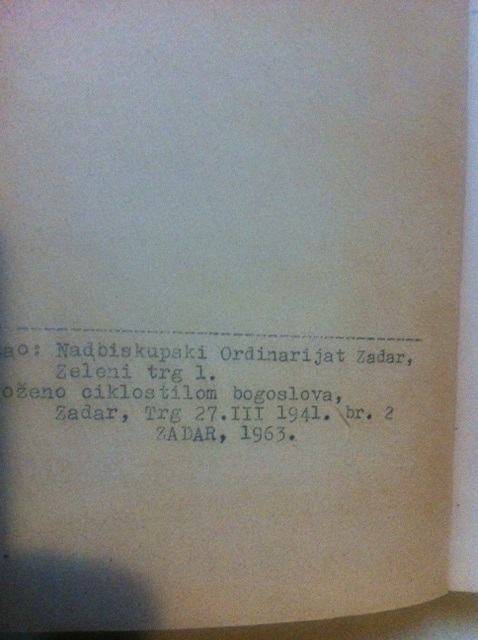 ao: Nadbiskupski Ordinarijat Zadar,
Zeleni trg 1.
oženo ciklostilom bogoslova,
Zadar, Trg 27.III 1941. br. 2
ZADAR, 1963.